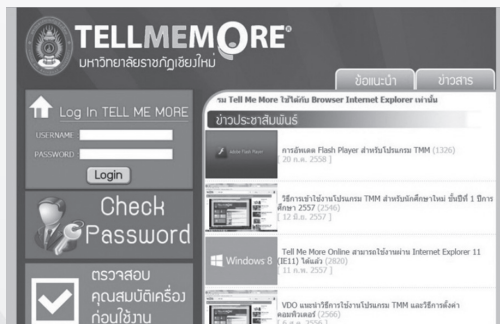 TELLMEMORE®
มหาวิทยาลัยราชภัฏเชียงใหม่
ข้อแนะนำ
ข่าวสาร
Log In TELL ME MORE
USERNAME
PASSWORD
Login
Check
Password
ตรวจสอบ
คุณสมบัติเครื่อง
ก่อนใช้งาน
รม Tell Me More ใช้ได้กับ Browser Internet Explorer เท่านั้น
ข่าวประชาสัมพันธ์
การอัพเดต Flash Player สำหรับโปรแกรม TMM (1326)
[ 20 ก.พ. 2558 ]
วิธีการเข้าใช้งานโปรแกรม TMM สำหรับนักศึกษาใหม่ ชั้นปีที่ 1 ปีการ
ศึกษา 2557 (2546)
[ 12 มิ.ย. 2557 ]
Windows 8
Tell Me More Online สามารถใช้งานผ่าน Internet Explorer 11
(IE11) ได้แล้ว (2820)
[ 11 ก.พ. 2557 ]
VDO แนะนำวิธีการใช้งานโปรแกรม TMM และวิธีการตั้งค่า
คอมพิวเตอร์ (2566)